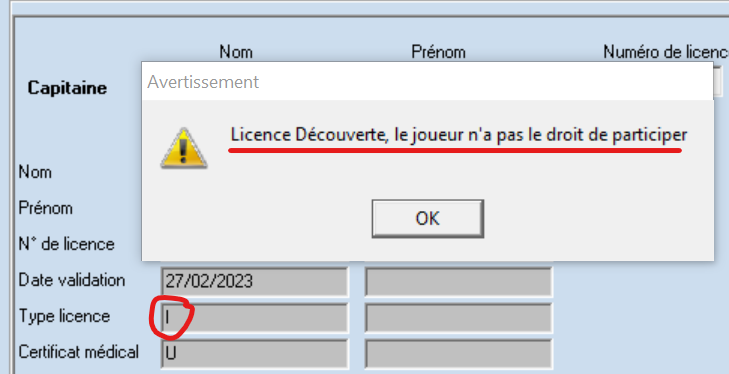 Nom Prénom Numéro de licenc
Capitaine
Avertissement
Licence Découverte, le joueur n'a pas le droit de participer
OK
Nom
Prénom
N° de licence
Date validation 27/02/2023
Type licence I
Certificat médical U